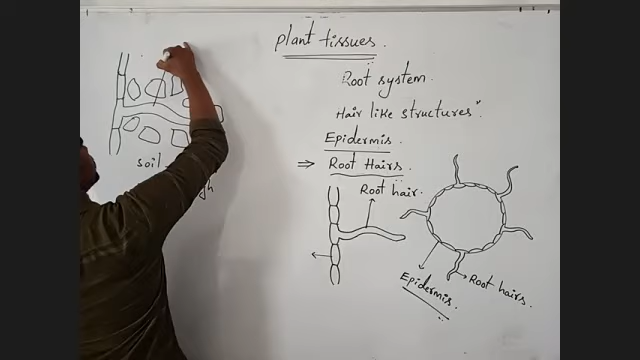 plant tissues.
Root system.
Hair like structures"
Epidermis.
⇒ Root Hairs.
soil
Root hair.
Epidermis.
Root hairs.